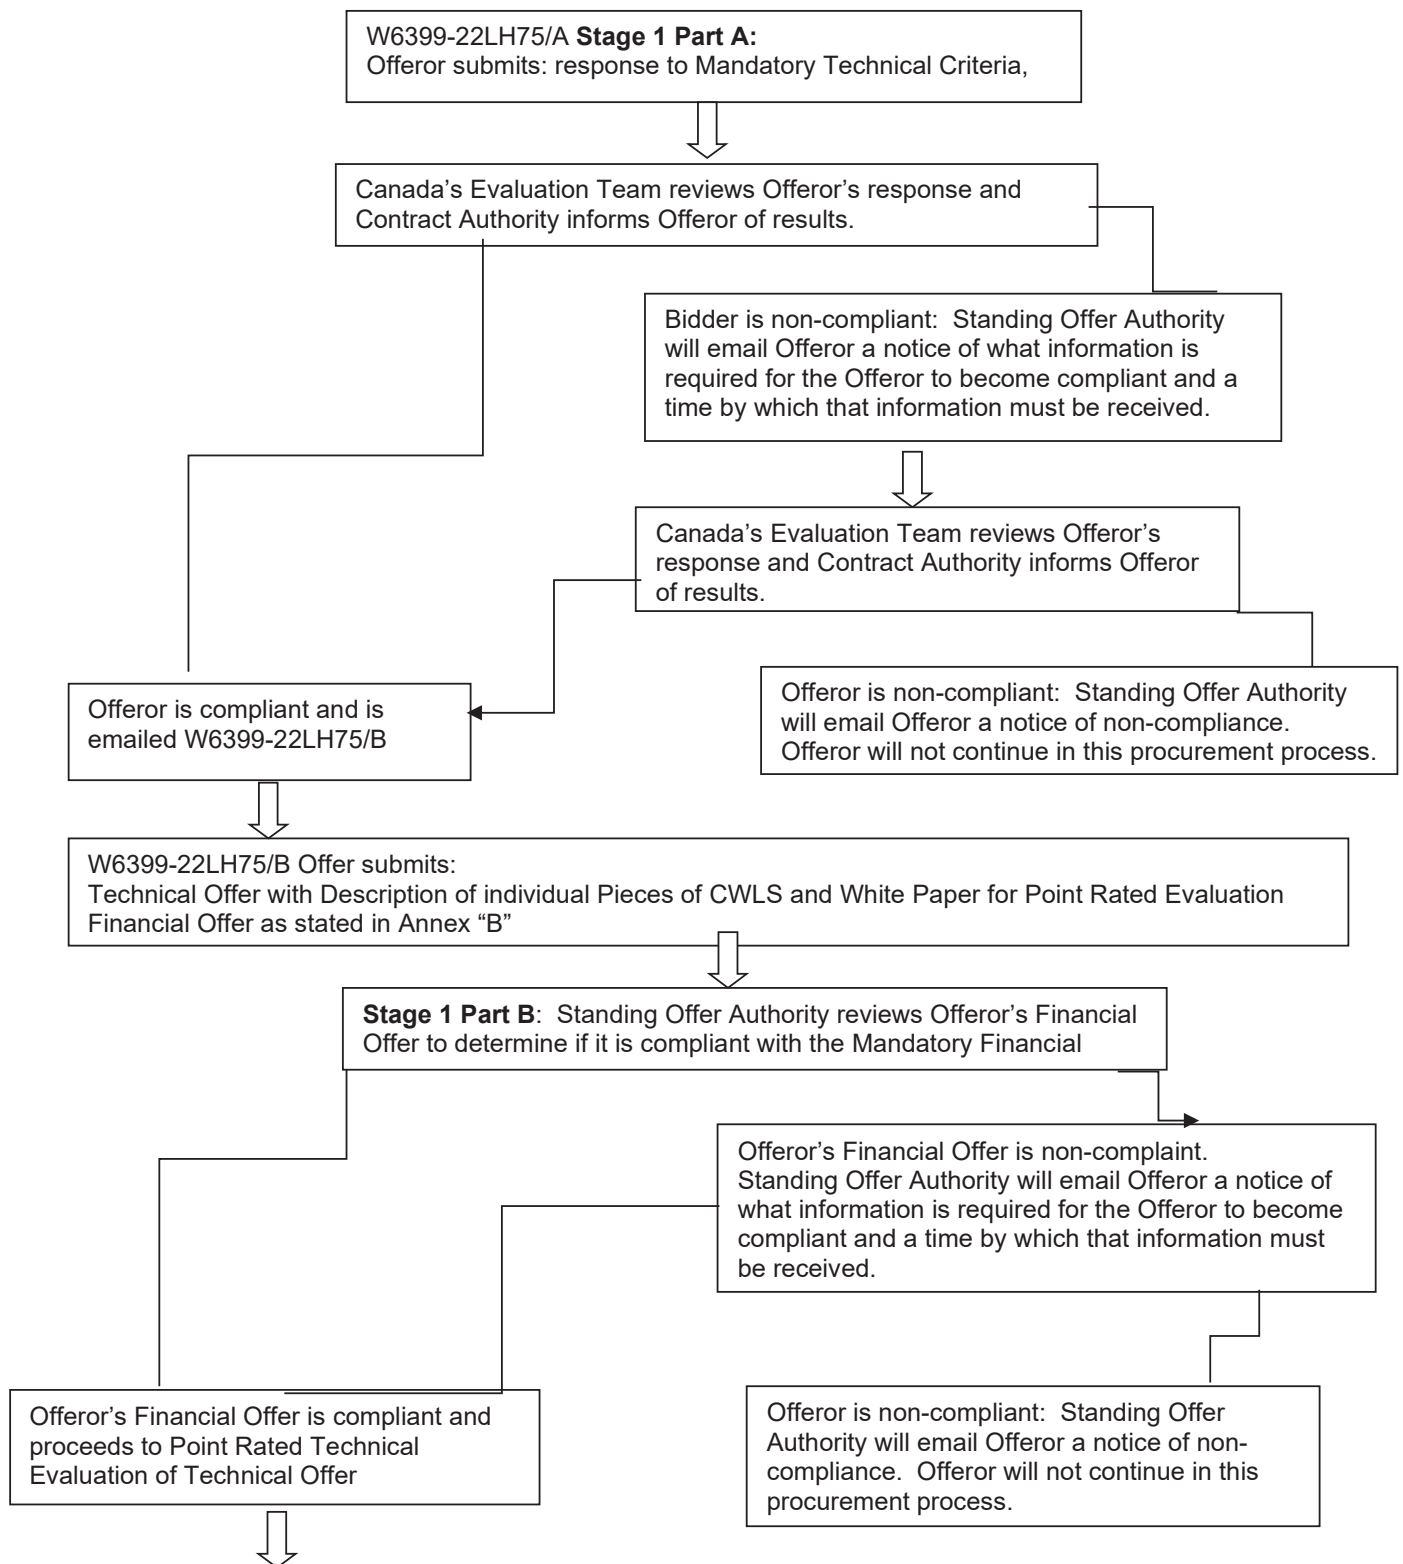 W6399-22LH75/A Stage 1 Part A:
Offeror submits: response to Mandatory Technical Criteria,
Canada’s Evaluation Team reviews Offeror’s response and
Contract Authority informs Offeror of results.
Bidder is non-compliant: Standing Offer Authority
will email Offeror a notice of what information is
required for the Offeror to become compliant and a
time by which that information must be received.
Canada’s Evaluation Team reviews Offeror’s
response and Contract Authority informs Offeror
of results.
Offeror is non-compliant: Standing Offer Authority
will email Offeror a notice of non-compliance.
Offeror will not continue in this procurement process.
Offeror is compliant and is
emailed W6399-22LH75/B
W6399-22LH75/B Offer submits:
Technical Offer with Description of individual Pieces of CWLS and White Paper for Point Rated Evaluation
Financial Offer as stated in Annex “B”
Stage 1 Part B: Standing Offer Authority reviews Offeror’s Financial
Offer to determine if it is compliant with the Mandatory Financial
Offeror’s Financial Offer is non-complaint.
Standing Offer Authority will email Offeror a notice of
what information is required for the Offeror to become
compliant and a time by which that information must
be received.
Offeror’s Financial Offer is compliant and
proceeds to Point Rated Technical
Evaluation of Technical Offer
Offeror is non-compliant: Standing Offer
Authority will email Offeror a notice of non-
compliance. Offeror will not continue in this
procurement process.